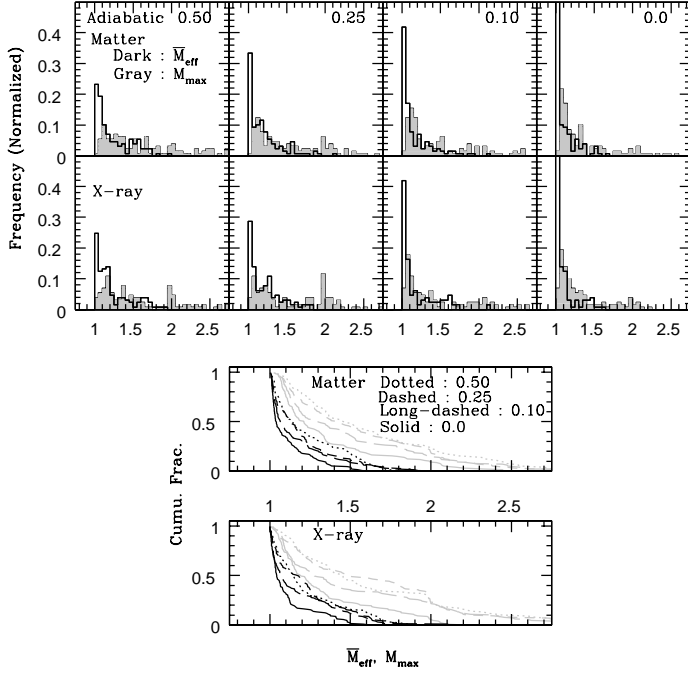 Adiabatic 0.50
0.25
0.10
0.0
Matter
Dark : M̅eff
Gray : Mmax
0.4
0.3
0.2
0.1
0
Frequency (Normalized)
X-ray
0.4
0.3
0.2
0.1
0
1 1.5 2 2.5
1 1.5 2 2.5
1 1.5 2 2.5
1 1.5 2 2.5
Matter Dotted : 0.50
Dashed : 0.25
Long-dashed : 0.10
Solid : 0.0
1
0.5
0
Cumu. Frac.
1 1.5 2 2.5
X-ray
1
0.5
0
M̅eff, Mmax